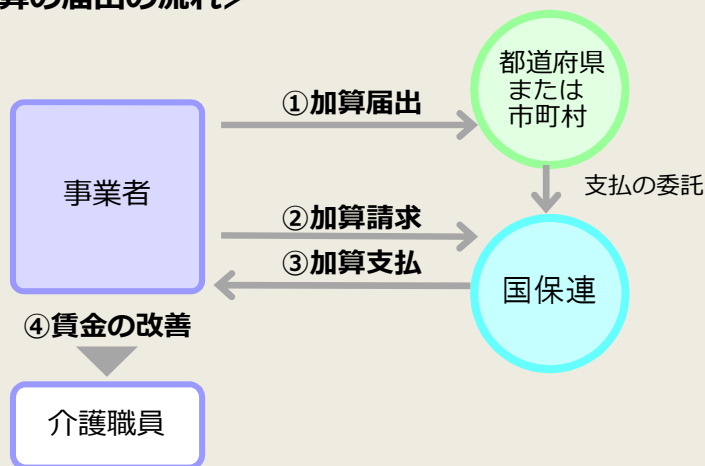 算の届出の流れ>
都道府県
または
市町村
①加算届出
事業者
支払の委託
②加算請求
③加算支払
国保連
④賃金の改善
介護職員